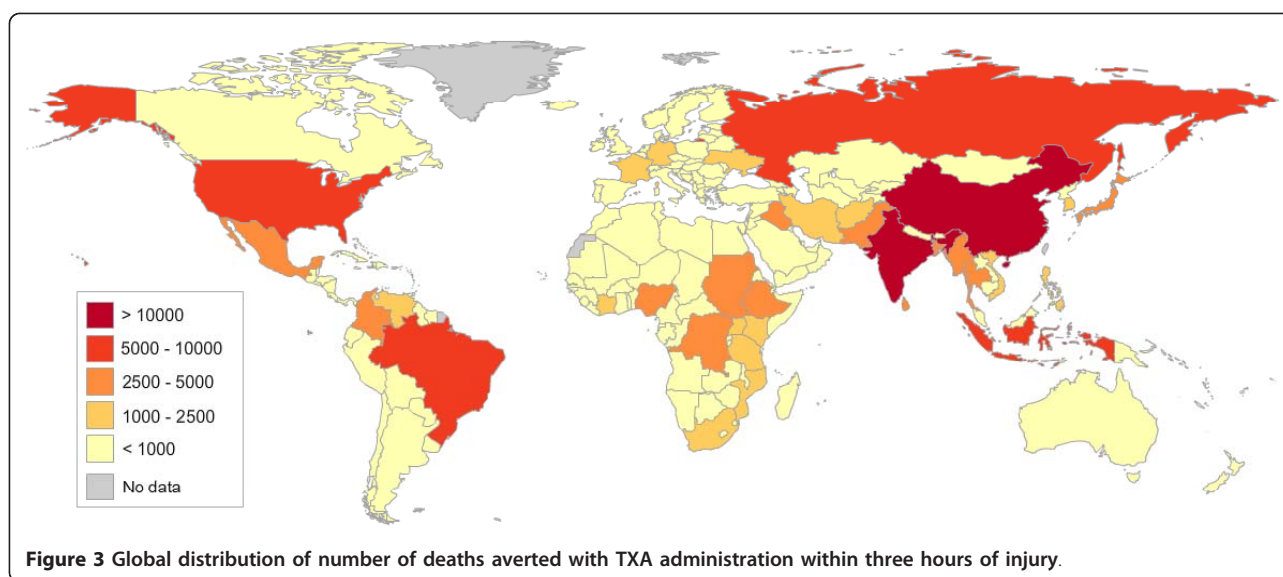 > 10000
5000 - 10000
2500 - 5000
1000 - 2500
< 1000
No data
Figure 3 Global distribution of number of deaths averted with TXA administration within three hours of injury.